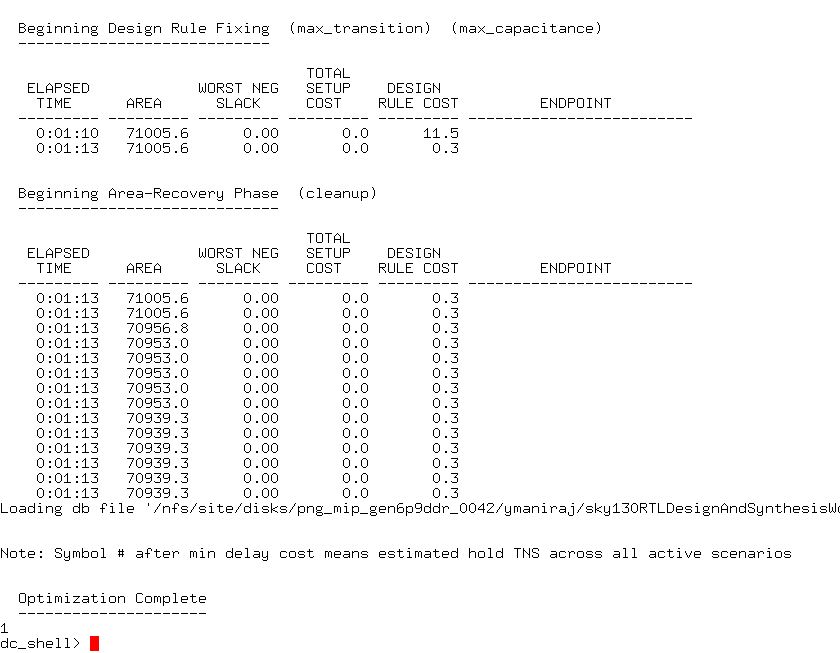 Beginning Design Rule Fixing  (max_transition)  (max_capacitance)
----------------------------
                                TOTAL
 ELAPSED            WORST NEG   SETUP    DESIGN
  TIME      AREA      SLACK     COST    RULE COST         ENDPOINT
--------- --------- --------- --------- --------- -------------------------
  0:01:10   71005.6      0.00       0.0      11.5
  0:01:13   71005.6      0.00       0.0       0.3
Beginning Area-Recovery Phase  (cleanup)
-----------------------------
                                TOTAL
 ELAPSED            WORST NEG   SETUP    DESIGN
  TIME      AREA      SLACK     COST    RULE COST         ENDPOINT
--------- --------- --------- --------- --------- -------------------------
  0:01:13   71005.6      0.00       0.0       0.3
  0:01:13   71005.6      0.00       0.0       0.3
  0:01:13   70956.8      0.00       0.0       0.3
  0:01:13   70953.0      0.00       0.0       0.3
  0:01:13   70953.0      0.00       0.0       0.3
  0:01:13   70953.0      0.00       0.0       0.3
  0:01:13   70953.0      0.00       0.0       0.3
  0:01:13   70953.0      0.00       0.0       0.3
  0:01:13   70939.3      0.00       0.0       0.3
  0:01:13   70939.3      0.00       0.0       0.3
  0:01:13   70939.3      0.00       0.0       0.3
  0:01:13   70939.3      0.00       0.0       0.3
  0:01:13   70939.3      0.00       0.0       0.3
  0:01:13   70939.3      0.00       0.0       0.3
Loading db file '/nfs/site/disks/png_mip_gen6p9ddr_0042/ymaniraj/sky130RTLDesignAndSynthesisWo
Note: Symbol # after min delay cost means estimated hold TNS across all active scenarios
Optimization Complete
---------------------
1
dc_shell>